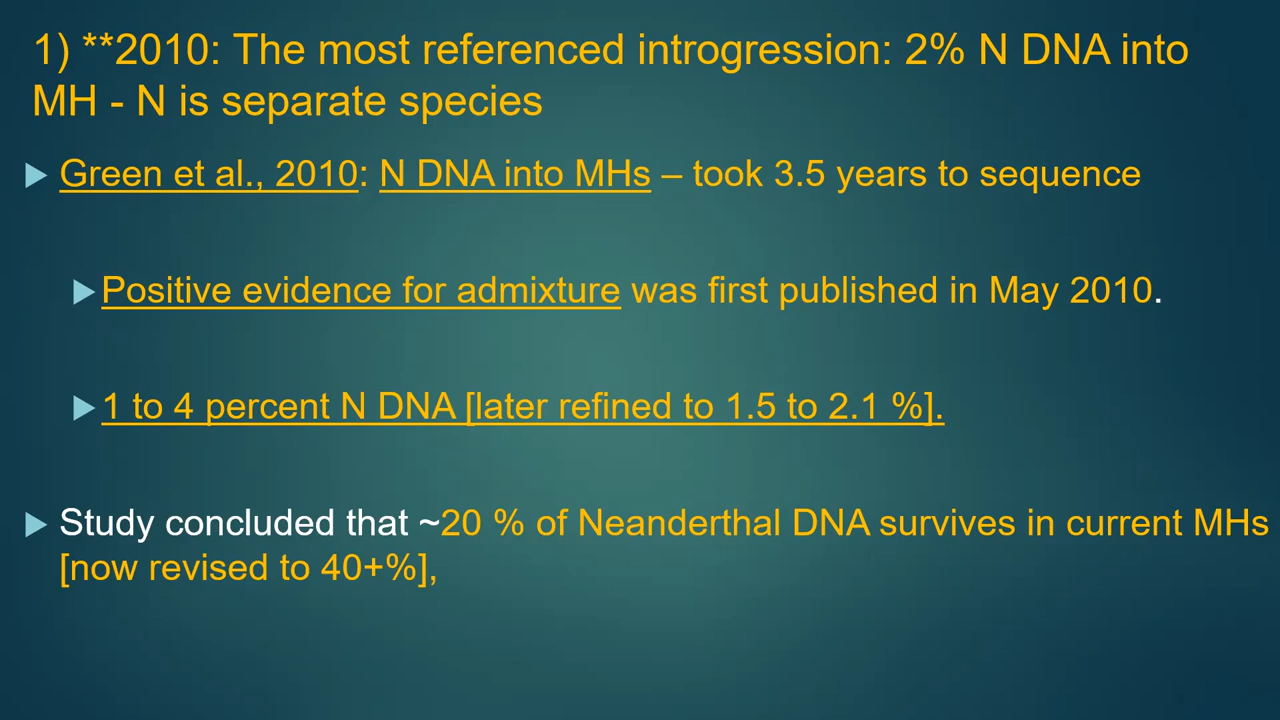 1) **2010: The most referenced introgression: 2% N DNA into
MH - N is separate species
Green et al., 2010: N DNA into MHs – took 3.5 years to sequence
Positive evidence for admixture was first published in May 2010.
1 to 4 percent N DNA [later refined to 1.5 to 2.1 %].
Study concluded that ~20 % of Neanderthal DNA survives in current MHs
[now revised to 40+%],